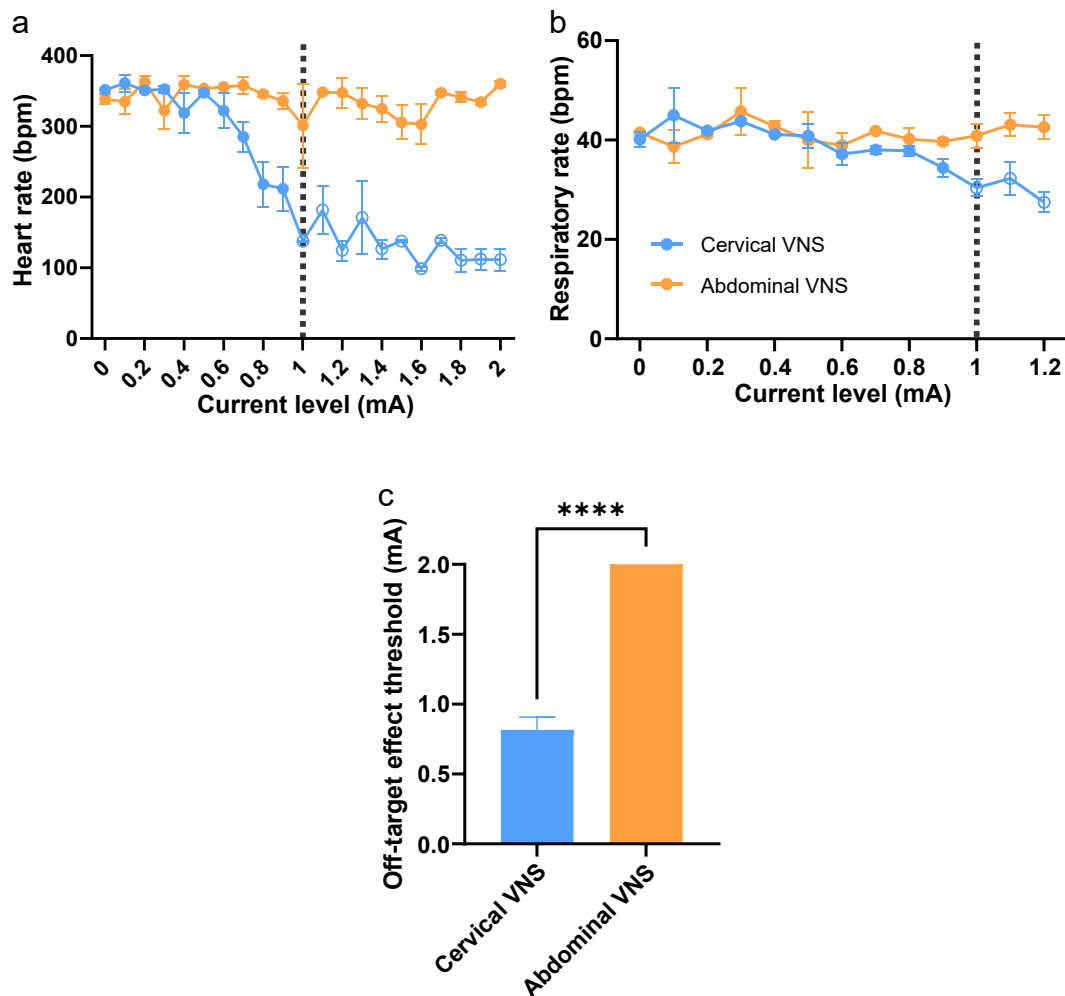 a
Heart rate (bpm)
400
300
200
100
0
0 0.2 0.4 0.6 0.8 1 1.2 1.4 1.6 1.8 2
Current level (mA)
b
Respiratory rate (bpm)
60
40
20
0
Cervical VNS
Abdominal VNS
0 0.2 0.4 0.6 0.8 1 1.2
Current level (mA)
c
Off-target effect threshold (mA)
****
2.0
1.5
1.0
0.5
0.0
Cervical VNS
Abdominal VNS